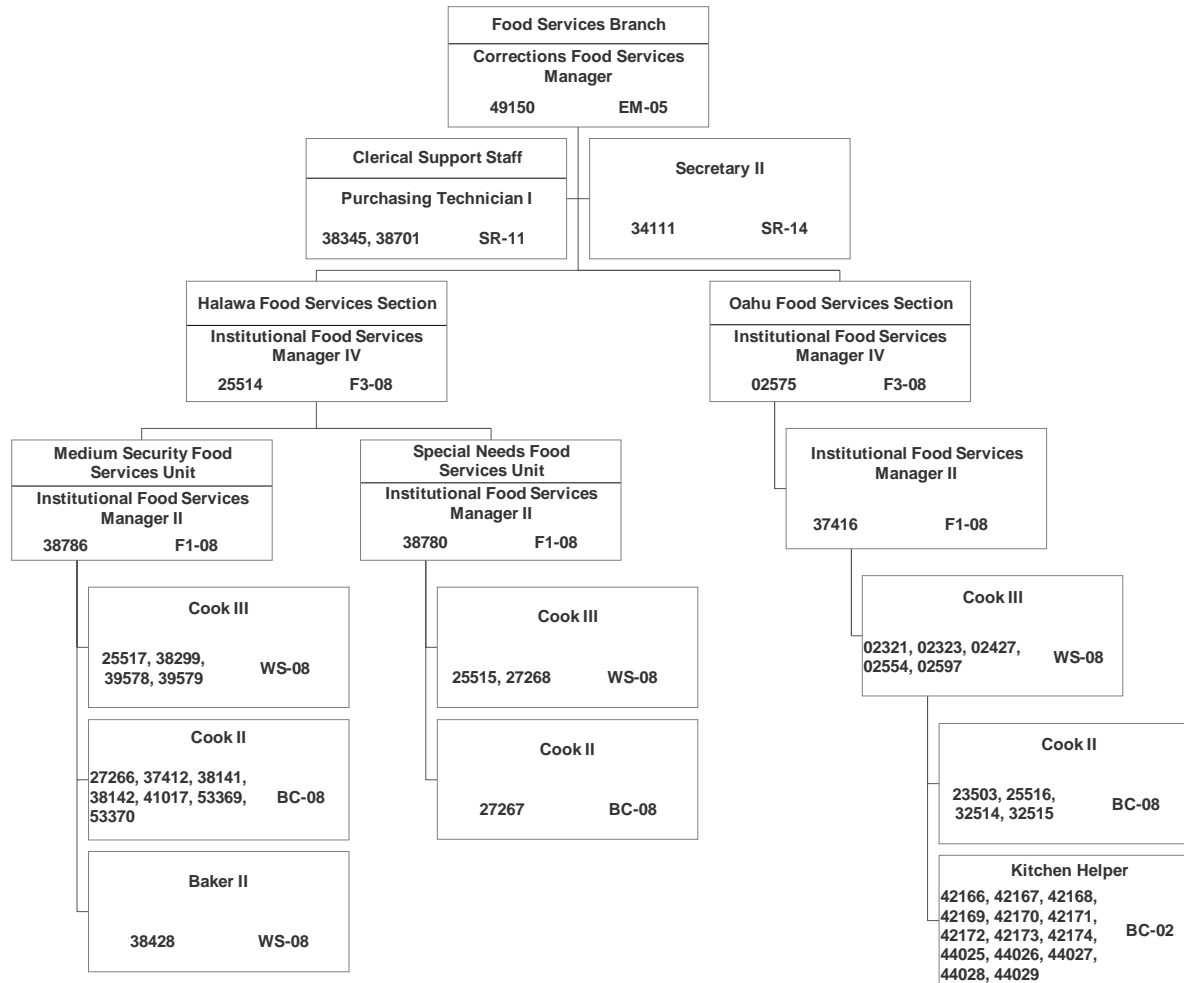 Food Services Branch
Corrections Food Services
Manager
49150 EM-05
Clerical Support Staff
Purchasing Technician I
38345, 38701 SR-11
Secretary II
34111 SR-14
Halawa Food Services Section
Institutional Food Services
Manager IV
25514 F3-08
Oahu Food Services Section
Institutional Food Services
Manager IV
02575 F3-08
Medium Security Food
Services Unit
Institutional Food Services
Manager II
38786 F1-08
Special Needs Food
Services Unit
Institutional Food Services
Manager II
38780 F1-08
Institutional Food Services
Manager II
37416 F1-08
Cook III
25517, 38299,
39578, 39579 WS-08
Cook III
25515, 27268 WS-08
Cook III
02321, 02323, 02427,
02554, 02597 WS-08
Cook II
27266, 37412, 38141,
38142, 41017, 53369,
53370 BC-08
Cook II
27267 BC-08
Cook II
23503, 25516,
32514, 32515 BC-08
Baker II
38428 WS-08
Kitchen Helper
42166, 42167, 42168,
42169, 42170, 42171,
42172, 42173, 42174,
44025, 44026, 44027,
44028, 44029 BC-02